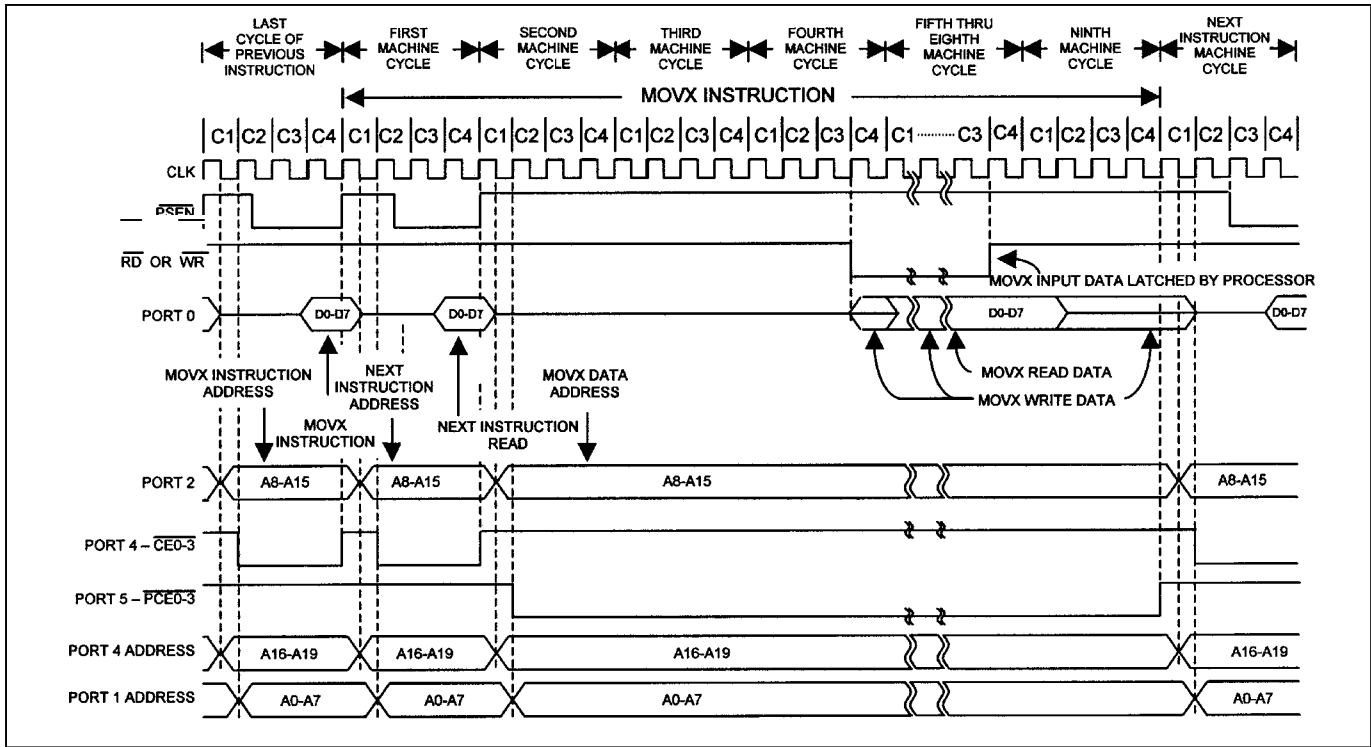 LAST
CYCLE OF
PREVIOUS
INSTRUCTION
FIRST
MACHINE
CYCLE
SECOND
MACHINE
CYCLE
THIRD
MACHINE
CYCLE
FOURTH
MACHINE
CYCLE
FIFTH THRU
EIGHTH
MACHINE
CYCLE
NINTH
MACHINE
CYCLE
NEXT
INSTRUCTION
MACHINE
CYCLE
MOVX INSTRUCTION
C1 C2 C3 C4 C1 C2 C3 C4 C1 C2 C3 C4 C1 C2 C3 C4 C1 C2 C3 C4 C1 ········· C3 C4 C1 C2 C3 C4 C1 C2 C3 C4
CLK
PSEN
RD OR WR
MOVX INPUT DATA LATCHED BY PROCESSOR
PORT 0 D0-D7 D0-D7 D0-D7 D0-D7
MOVX INSTRUCTION
ADDRESS
NEXT
INSTRUCTION
ADDRESS
MOVX DATA
ADDRESS
MOVX READ DATA
MOVX WRITE DATA
MOVX
INSTRUCTION
NEXT INSTRUCTION
READ
PORT 2 A8-A15 A8-A15 A8-A15 A8-A15
PORT 4 – CE0-3
PORT 5 – PCE0-3
PORT 4 ADDRESS A16-A19 A16-A19 A16-A19 A16-A19
PORT 1 ADDRESS A0-A7 A0-A7 A0-A7 A0-A7